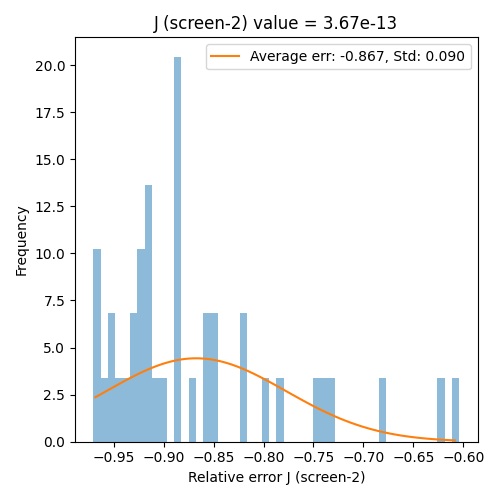 J (screen-2) value = 3.67e-13
Average err: -0.867, Std: 0.090
Frequency
20.0
17.5
15.0
12.5
10.0
7.5
5.0
2.5
0.0
−0.95 −0.90 −0.85 −0.80 −0.75 −0.70 −0.65 −0.60
Relative error J (screen-2)